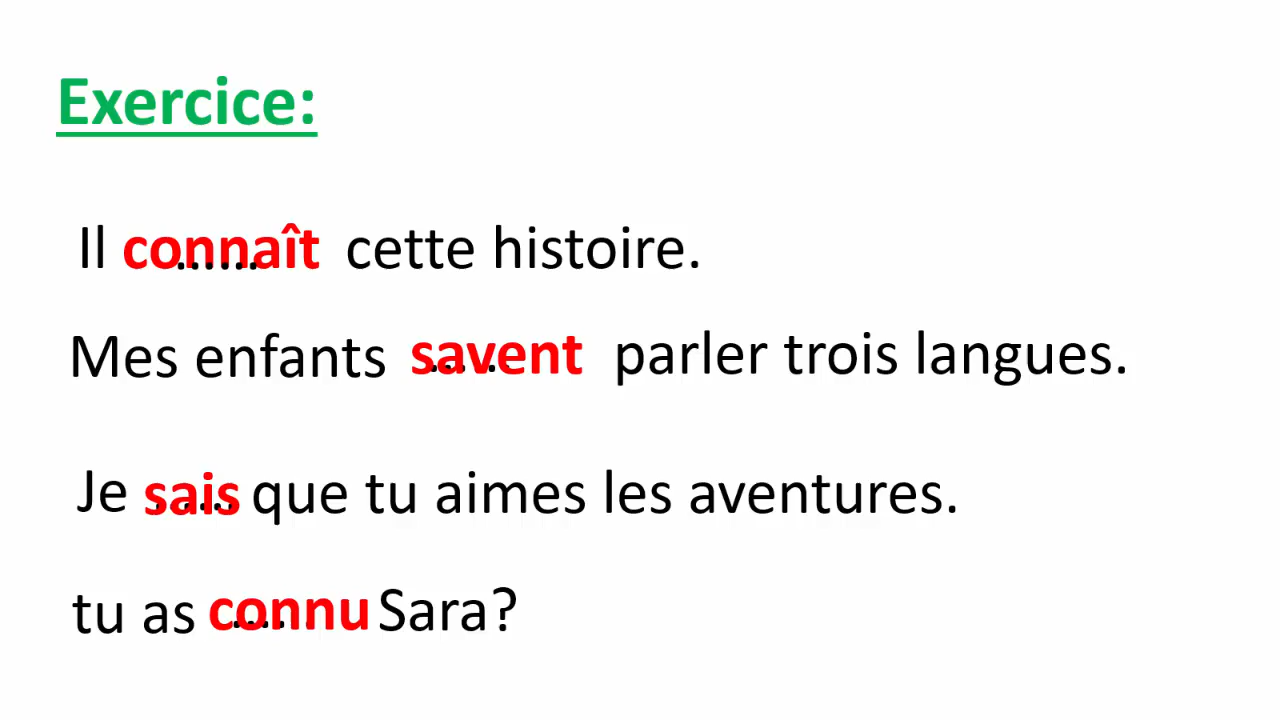 Exercice:
Il connaît cette histoire.
Mes enfants savent parler trois langues.
Je sais que tu aimes les aventures.
tu as connu Sara?